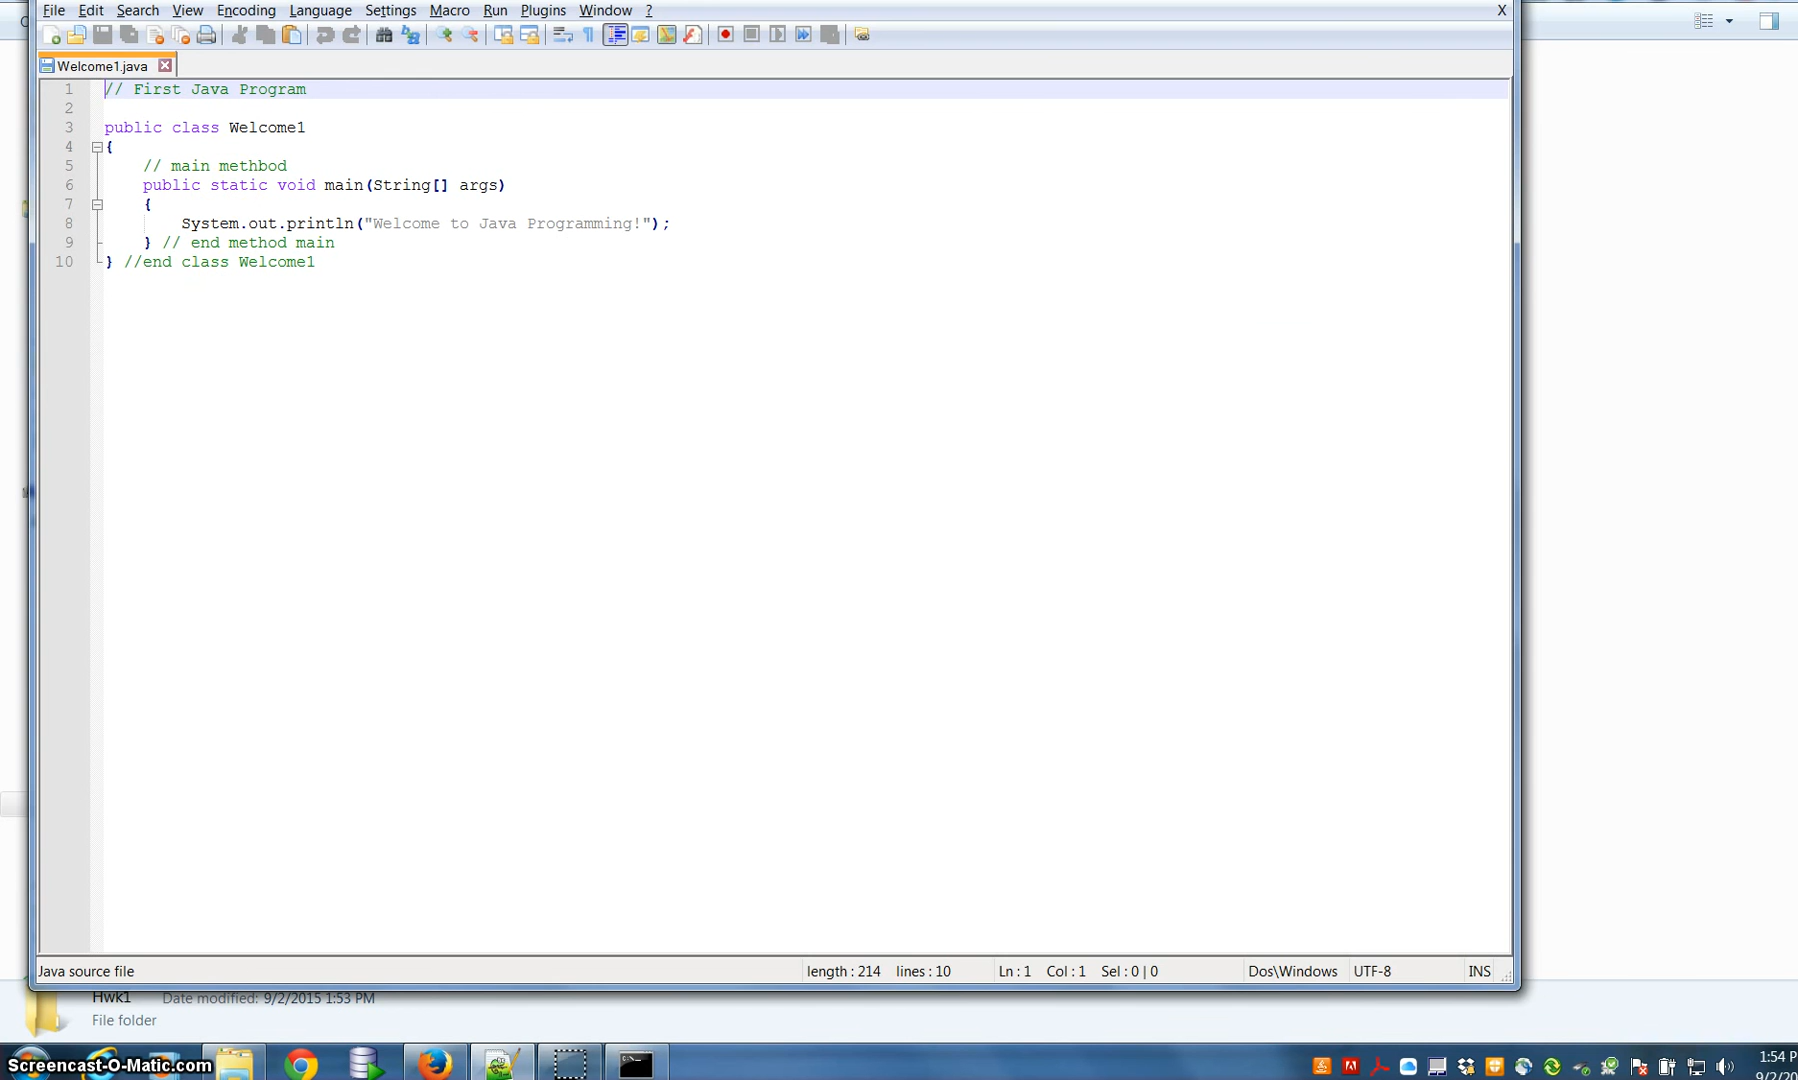 File Edit Search View Encoding Language Settings Macro Run Plugins Window ? X
Welcome1.java
1 // First Java Program
2
3 public class Welcome1
4 {
5 // main methbod
6 public static void main(String[] args)
7 {
8 System.out.println("Welcome to Java Programming!");
9 } // end method main
10 } //end class Welcome1
Java source file length : 214 lines : 10 Ln : 1 Col : 1 Sel : 0 | 0 Dos\Windows UTF-8 INS
Hwk1 Date modified: 9/2/2015 1:53 PM
File folder
Screencast-O-Matic.com
1:54 P